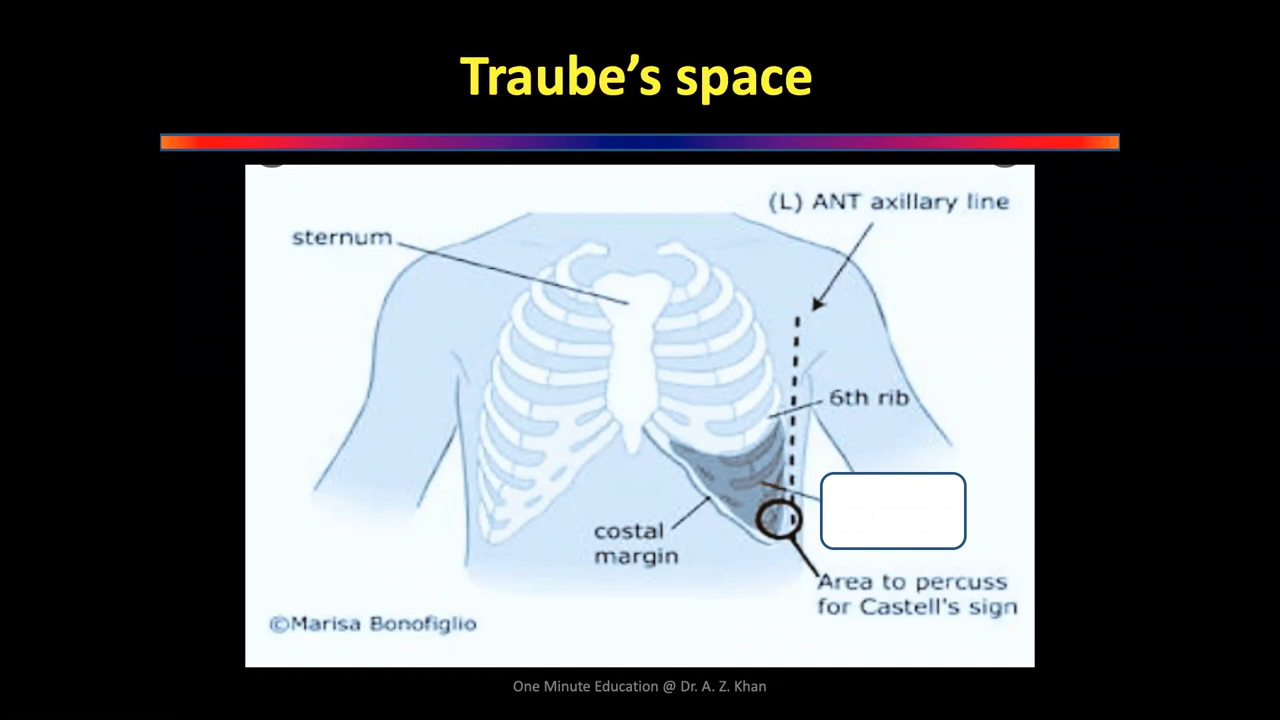 Traube’s space
(L) ANT axillary line
sternum
6th rib
costal
margin
Area to percuss
for Castell's sign
©Marisa Bonofiglio
One Minute Education @ Dr. A. Z. Khan